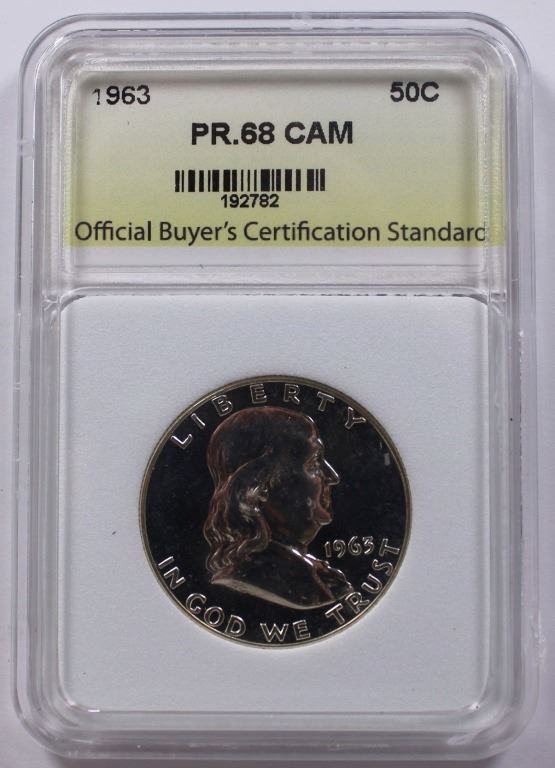 1963 50C
PR.68 CAM
192782
Official Buyer's Certification Standard
LIBERTY
1963
IN GOD WE TRUST